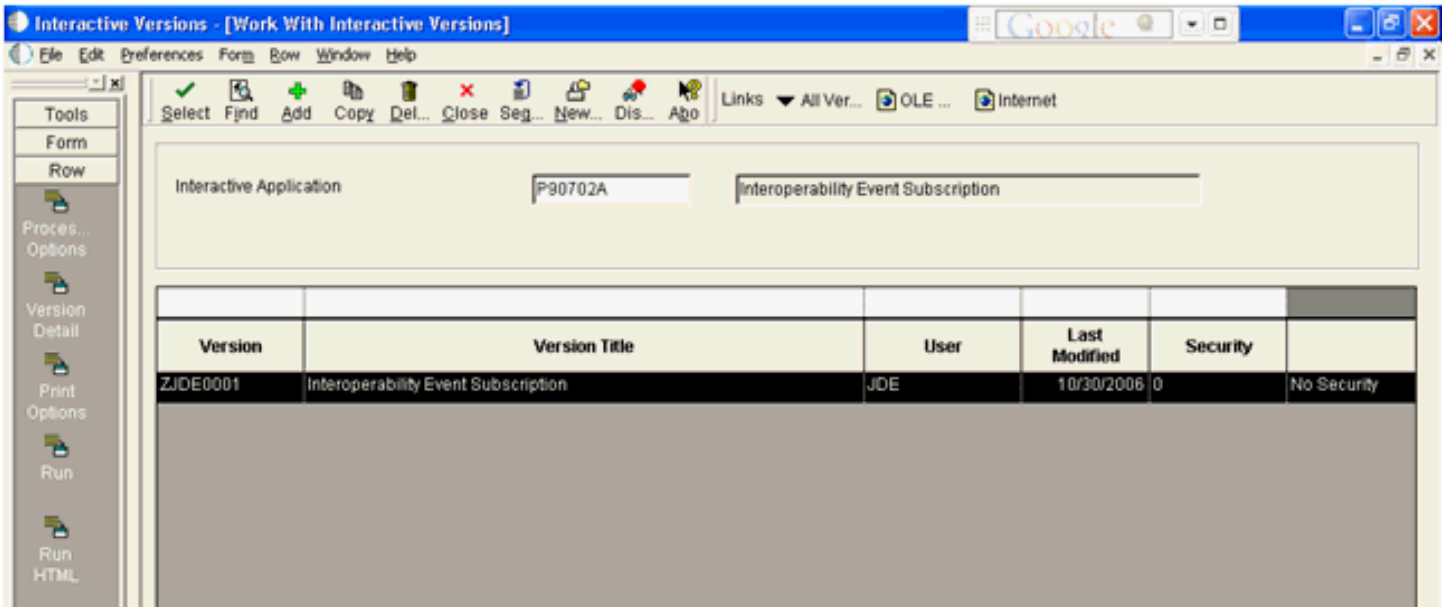 Interactive Versions - [Work With Interactive Versions]
Google
File Edit Preferences Form Row Window Help
Select Find Add Copy Del... Close Seq... New... Dis... Abo
Links All Ver... OLE ... Internet
Tools
Form
Row
Proces...
Options
Version
Detail
Print
Options
Run
Run
HTML
Interactive Application P90702A Interoperability Event Subscription
Version Version Title User Last Modified Security
ZJDE0001 Interoperability Event Subscription JDE 10/30/2006 0 No Security